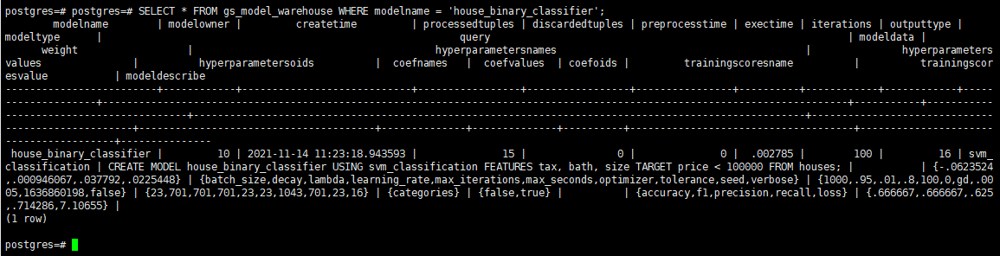 postgres=# postgres=# SELECT * FROM gs_model_warehouse WHERE modelname = 'house_binary_classifier';
modelname | modelowner | createtime | processedtuples | discardedtuples | preprocesstime | exectime | iterations | outputtype |
modeltype | query | modeldata |
weight | hyperparametersnames | hyperparameters
values | hyperparametersoids | coefnames | coefvalues | coefoids | trainingscoresname | trainingscor
esvalue | modeldescribe
-------------------------+------------+----------------------------+-----------------+-----------------+----------------+----------+------------+------------+-----
---------------+--------------------------------------------------------------------------------------------------------------------------+-----------+-----------
------------------------------+----------------------------------------------------------------------------------------------------+------------------------------
---------------------+---------------------------------------+--------------+--------------+----------+-------------------------------------+----------------------
------------------+---------------
house_binary_classifier | 10 | 2021-11-14 11:23:18.943593 | 15 | 0 | 0 | .002785 | 100 | 16 | svm_
classification | CREATE MODEL house_binary_classifier USING svm_classification FEATURES tax, bath, size TARGET price < 100000 FROM houses; | | {-.0623524
,.000946067,.037792,.0225448} | {batch_size,decay,lambda,learning_rate,max_iterations,max_seconds,optimizer,tolerance,seed,verbose} | {1000,.95,.01,.8,100,0,gd,.00
05,1636860198,false} | {23,701,701,701,23,23,1043,701,23,16} | {categories} | {false,true} | | {accuracy,f1,precision,recall,loss} | {.666667,.666667,.625
,.714286,7.10655} |
(1 row)
postgres=#